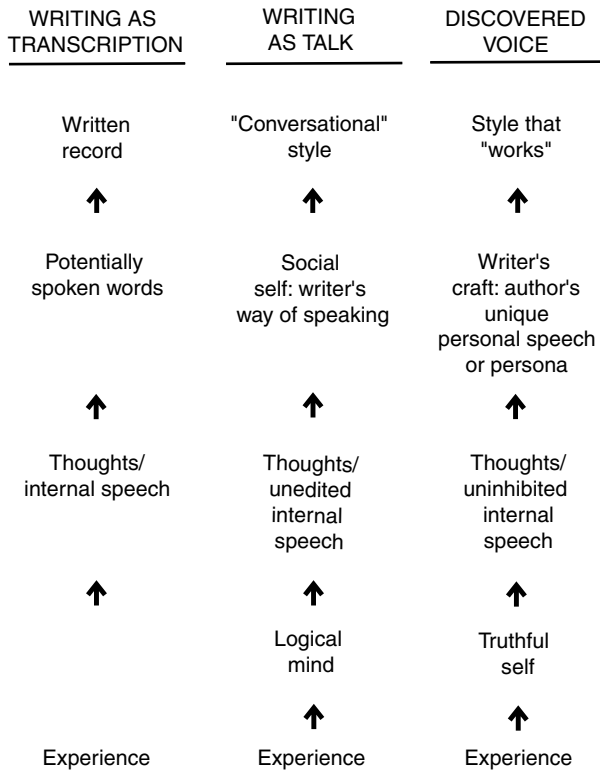 WRITING AS
TRANSCRIPTION
WRITING
AS TALK
DISCOVERED
VOICE
Written
record
"Conversational"
style
Style that
"works"
Potentially
spoken words
Social
self: writer's
way of speaking
Writer's
craft: author's
unique
personal speech
or persona
Thoughts/
internal speech
Thoughts/
unedited
internal
speech
Thoughts/
uninhibited
internal
speech
Logical
mind
Truthful
self
Experience
Experience
Experience